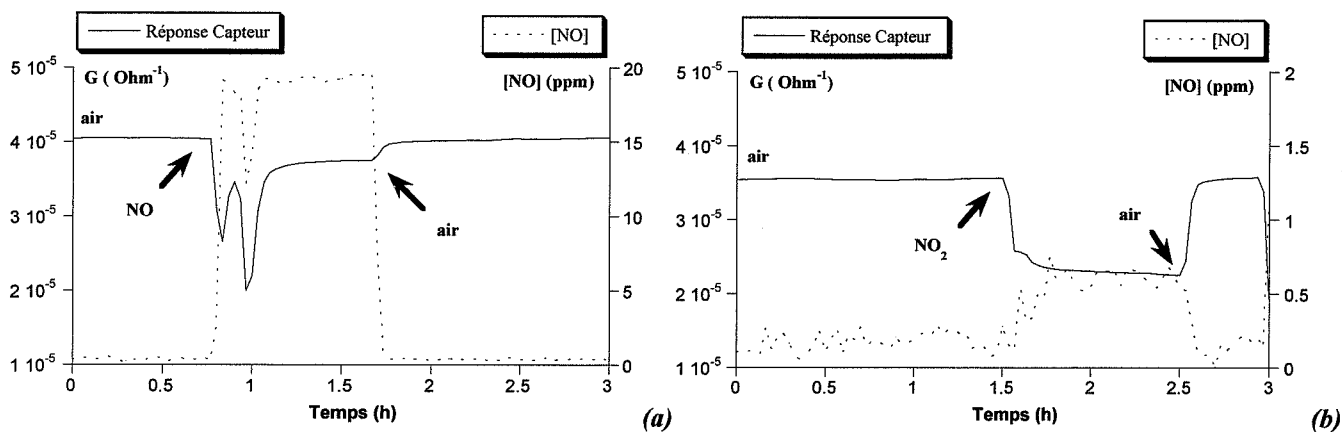 Réponse Capteur
[NO]
G ( Ohm⁻¹)
[NO] (ppm)
5 10⁻⁵
4 10⁻⁵
3 10⁻⁵
2 10⁻⁵
1 10⁻⁵
20
15
10
5
0
air
NO
air
0 0.5 1 1.5 2 2.5 3
Temps (h)
(a)
Réponse Capteur
[NO]
G ( Ohm⁻¹)
[NO] (ppm)
5 10⁻⁵
4 10⁻⁵
3 10⁻⁵
2 10⁻⁵
1 10⁻⁵
2
1.5
1
0.5
0
air
NO₂
air
0 0.5 1 1.5 2 2.5 3
Temps (h)
(b)